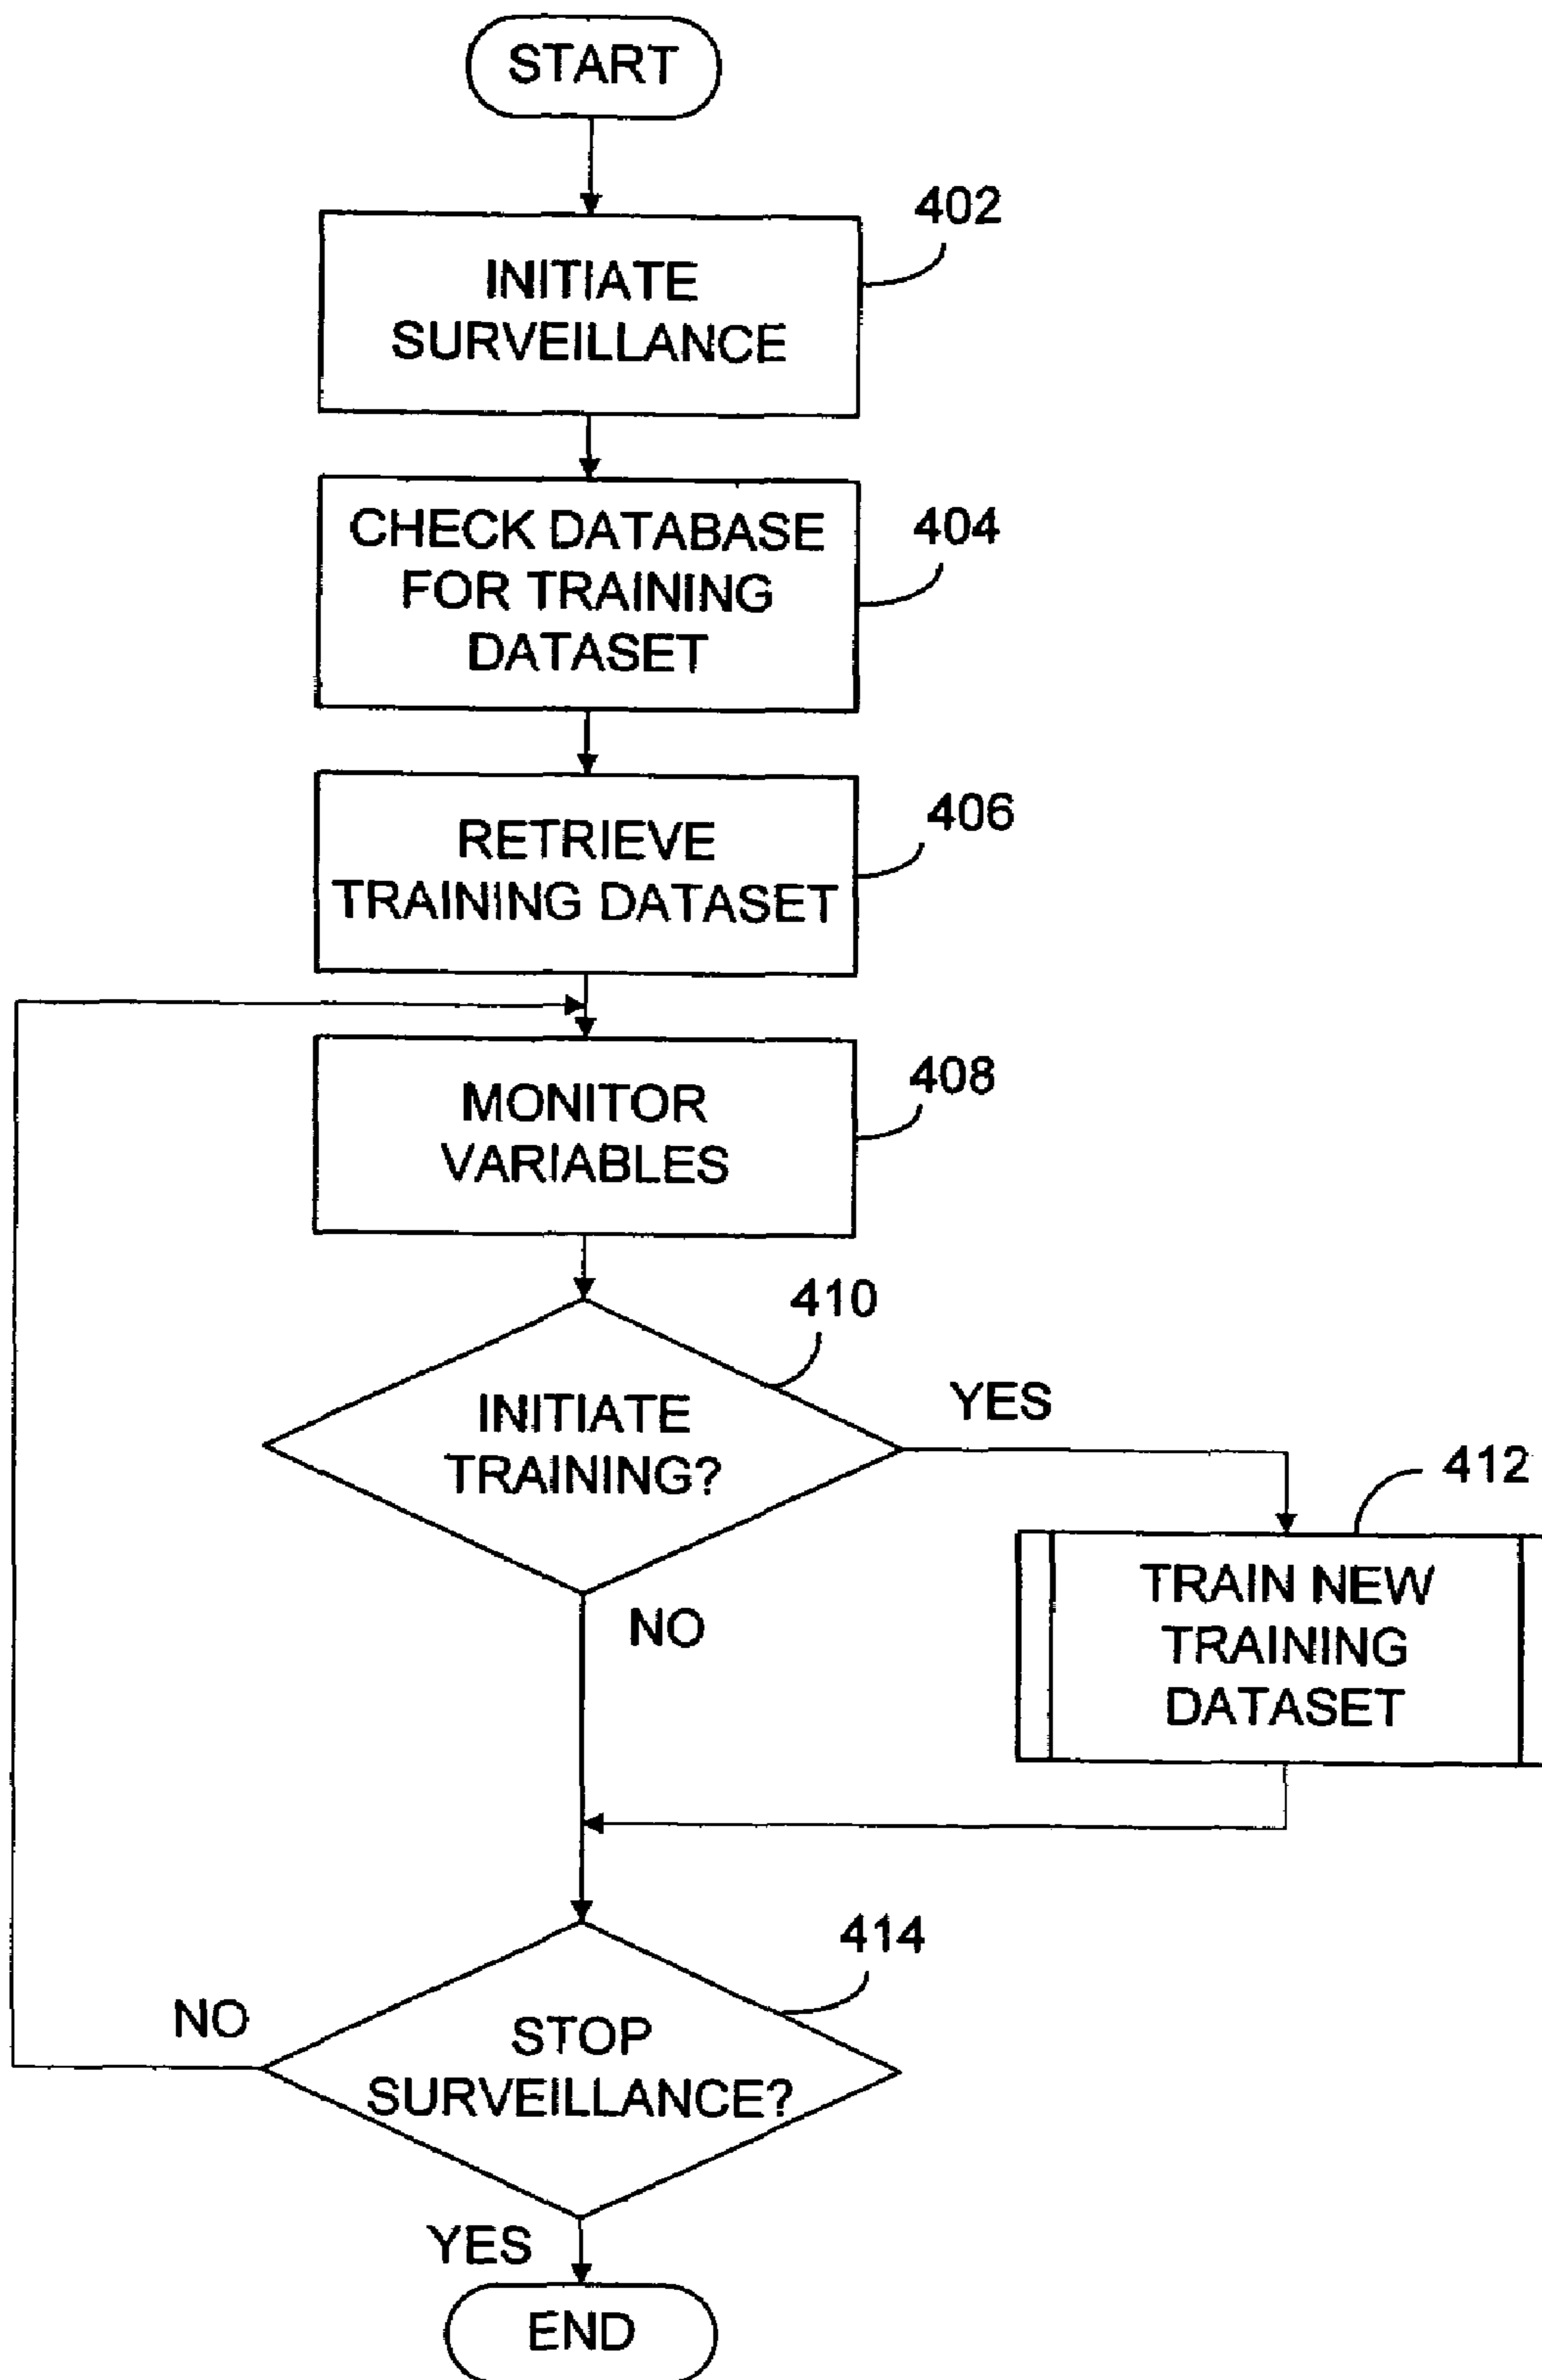 START
402
INITIATE
SURVEILLANCE
404
CHECK DATABASE
FOR TRAINING
DATASET
406
RETRIEVE
TRAINING DATASET
408
MONITOR
VARIABLES
410
INITIATE
TRAINING?
YES
412
TRAIN NEW
TRAINING
DATASET
NO
414
STOP
SURVEILLANCE?
NO
YES
END